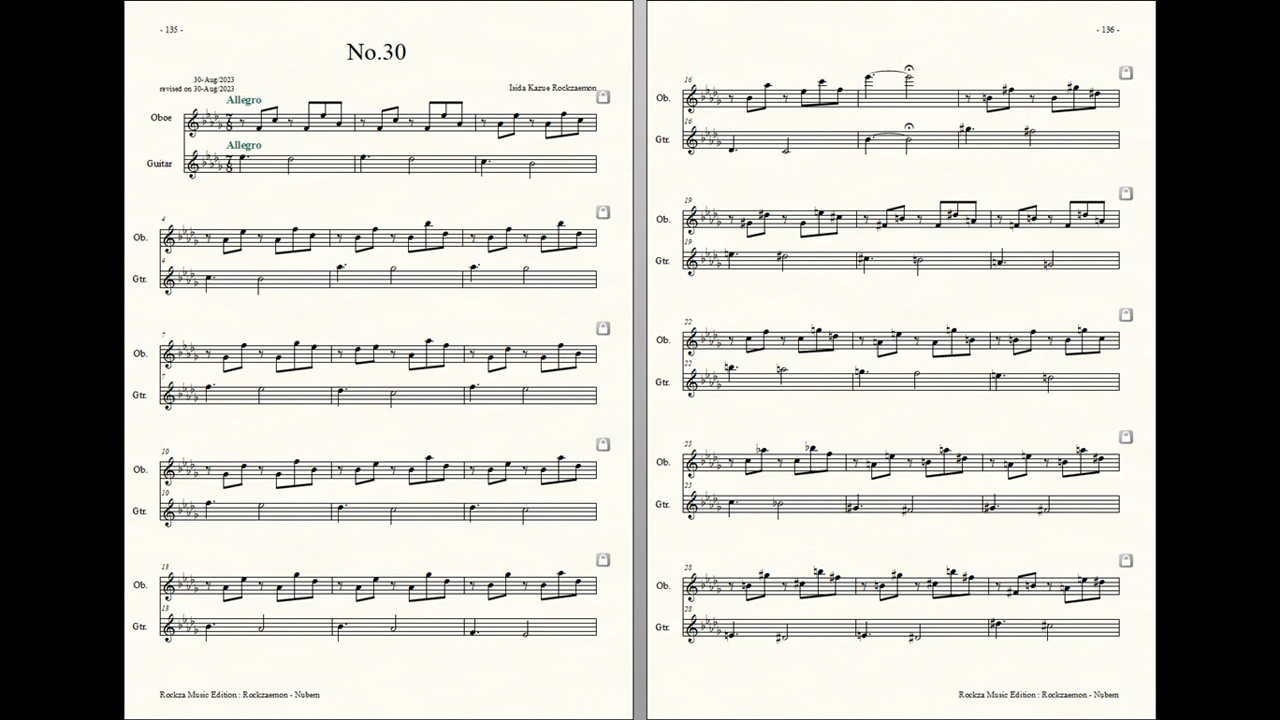 - 135 -
No.30
30-Aug/2023
revised on 30-Aug/2023
Isida Kazue Rockzaemon
Allegro
Oboe
Allegro
Guitar
4
Ob.
4
Gtr.
7
Ob.
7
Gtr.
10
Ob.
10
Gtr.
13
Ob.
13
Gtr.
Rockza Music Edition : Rockzaemon - Nubem
- 136 -
16
Ob.
16
Gtr.
19
Ob.
19
Gtr.
22
Ob.
22
Gtr.
25
Ob.
25
Gtr.
28
Ob.
28
Gtr.
Rockza Music Edition : Rockzaemon - Nubem